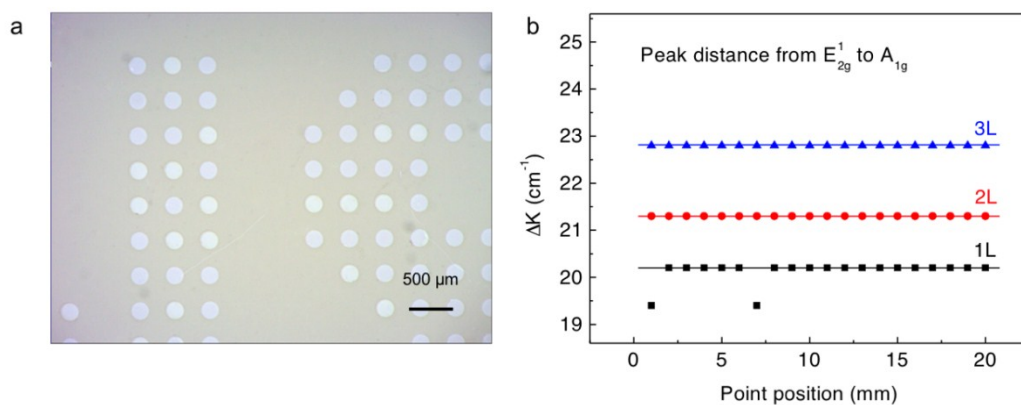 a
500 μm
b
Peak distance from E¹₂g to A₁g
3L
2L
1L
ΔK (cm⁻¹)
25
24
23
22
21
20
19
0 5 10 15 20
Point position (mm)